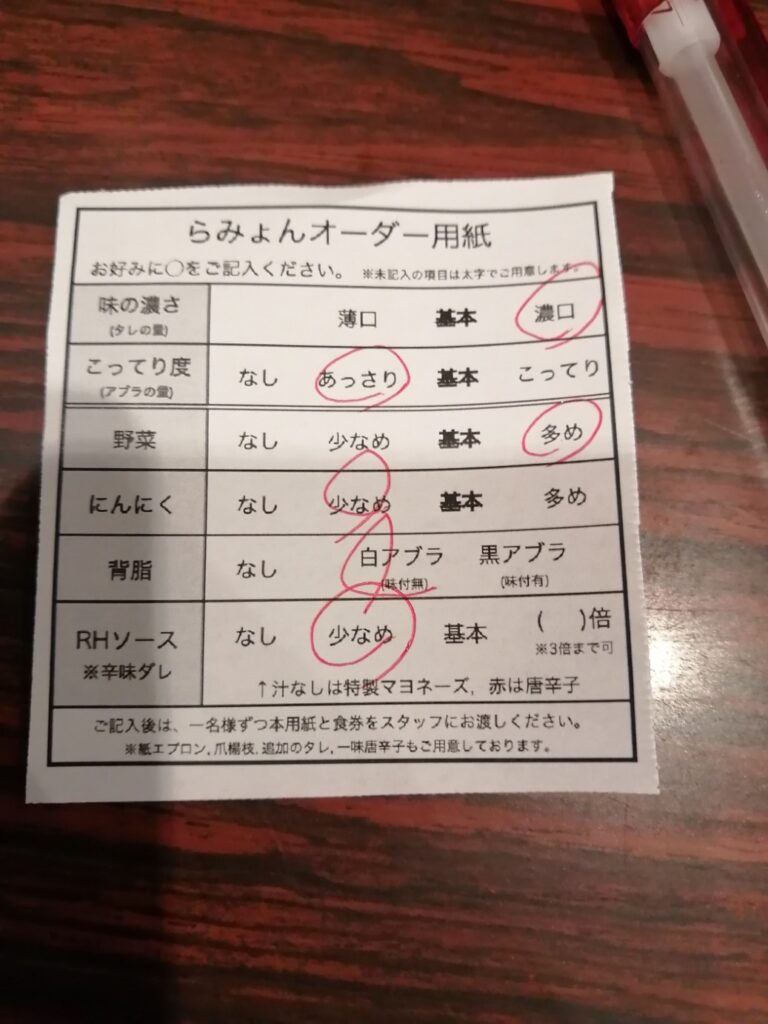 らみょんオーダー用紙
お好みに〇をご記入ください。 ※未記入の項目は太字でご用意します。
味の濃さ (タレの量) 薄口 基本 濃口
こってり度 (アブラの量) なし あっさり 基本 こってり
野菜 なし 少なめ 基本 多め
にんにく なし 少なめ 基本 多め
背脂 なし 白アブラ (味付無) 黒アブラ (味付有)
RHソース ※辛味ダレ なし 少なめ 基本 ( )倍 ※3倍まで可
↑汁なしは特製マヨネーズ, 赤は唐辛子
ご記入後は、一名様ずつ本用紙と食券をスタッフにお渡しください。
※紙エプロン, 爪楊枝, 追加のタレ, 一味唐辛子もご用意しております。